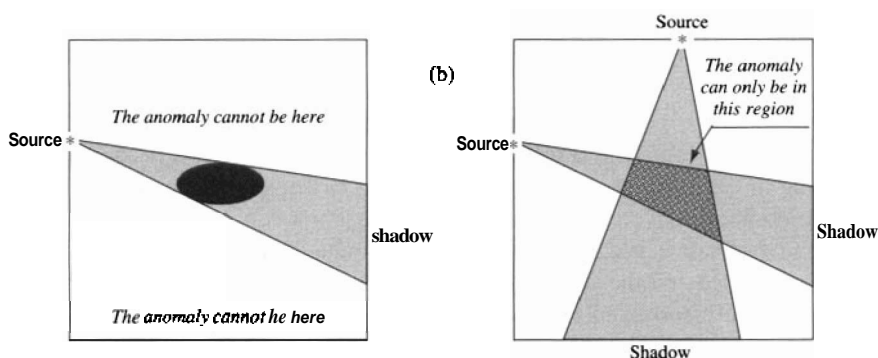 The anomaly cannot be here
Source *
shadow
The anomaly cannot he here
(b)
Source
*
The anomaly
can only be in
this region
Source *
Shadow
Shadow